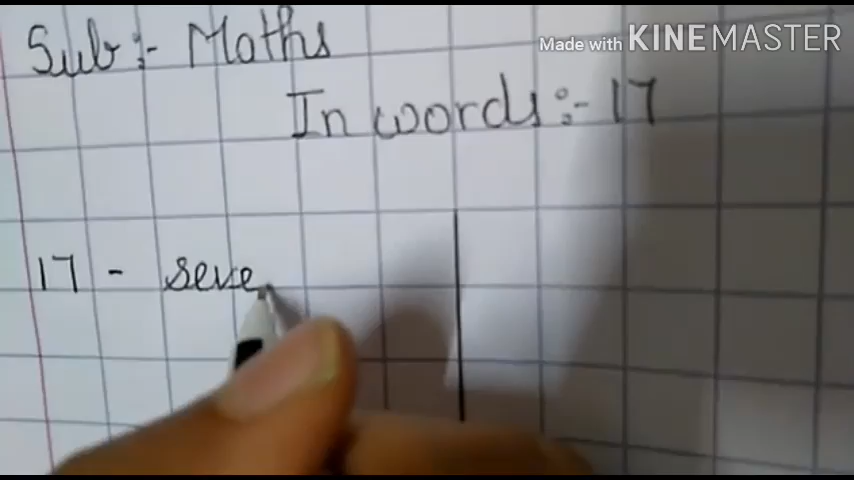 Sub:- Maths
Made with KINEMASTER
In words:- 17
17 - seve